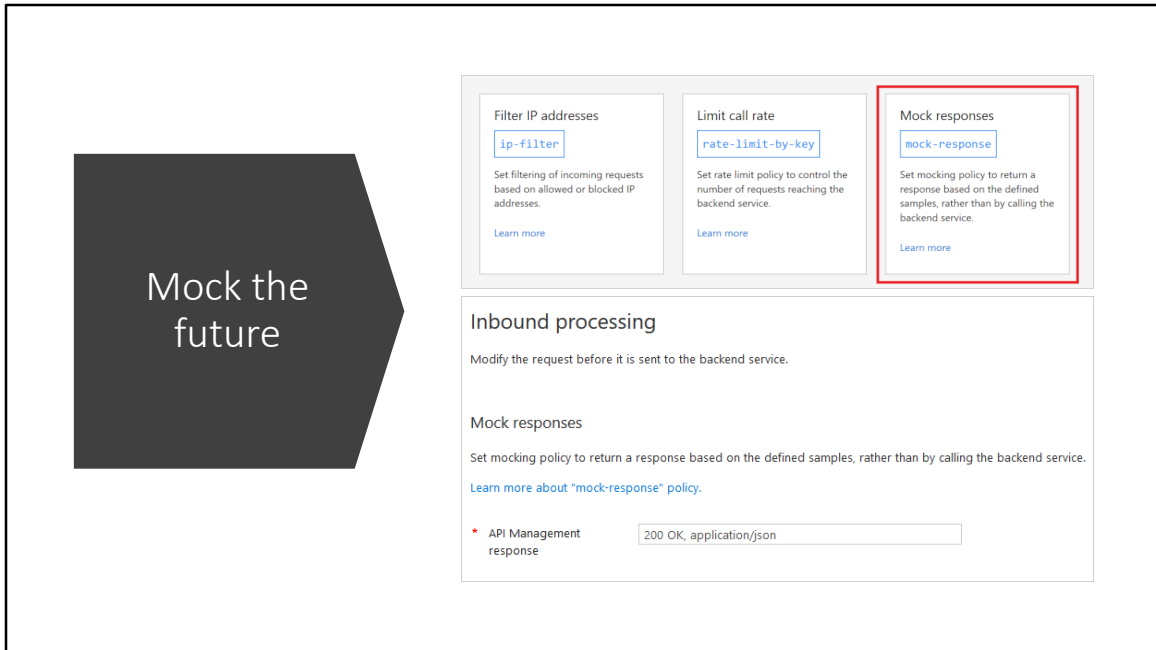 Mock the
future
Filter IP addresses
ip-filter
Set filtering of incoming requests
based on allowed or blocked IP
addresses.
Learn more
Limit call rate
rate-limit-by-key
Set rate limit policy to control the
number of requests reaching the
backend service.
Learn more
Mock responses
mock-response
Set mocking policy to return a
response based on the defined
samples, rather than by calling the
backend service.
Learn more
Inbound processing
Modify the request before it is sent to the backend service.
Mock responses
Set mocking policy to return a response based on the defined samples, rather than by calling the backend service.
Learn more about "mock-response" policy.
* API Management
response
200 OK, application/json